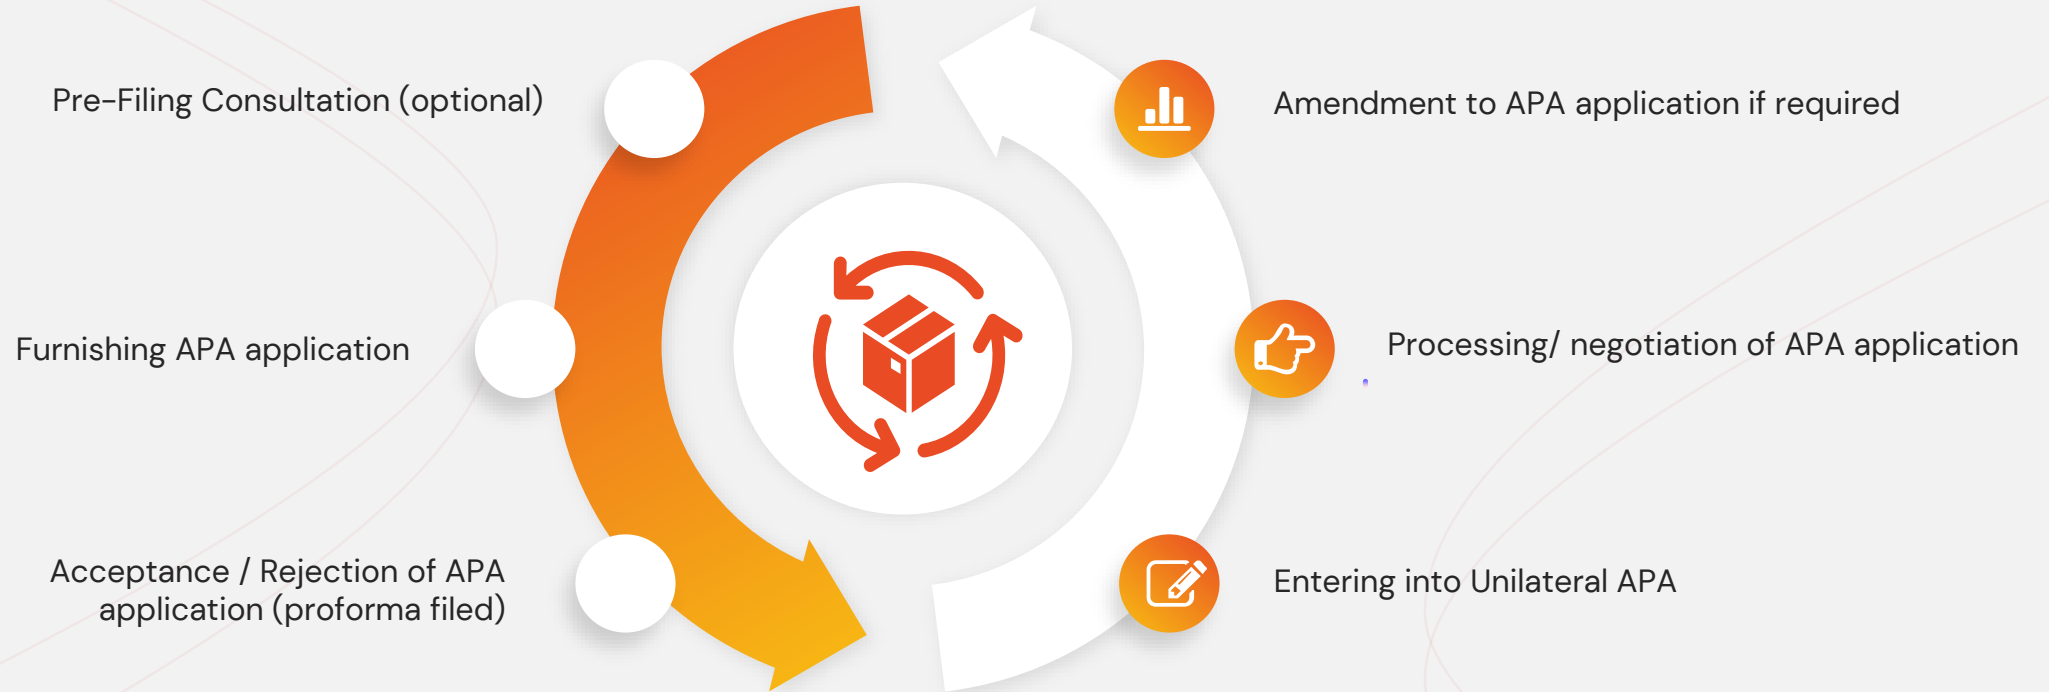 Pre-Filing Consultation (optional)
Furnishing APA application
Acceptance / Rejection of APA
application (proforma filed)
Amendment to APA application if required
Processing/ negotiation of APA application
Entering into Unilateral APA